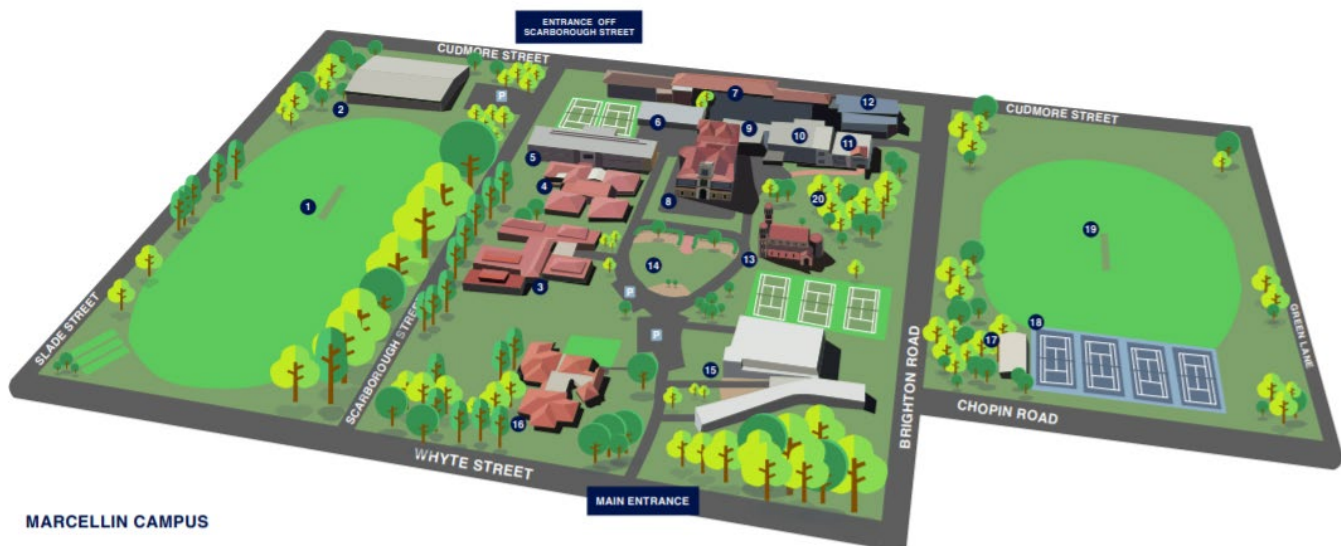 ENTRANCE OFF
SCARBOROUGH STREET
CUDMORE STREET
P
2
7
12
CUDMORE STREET
6
9
10
11
5
4
8
20
1
19
13
14
3
P
SLADE STREET
SCARBOROUGH STREET
P
18
17
GREEN LANE
15
BRIGHTON ROAD
CHOPIN ROAD
16
WHYTE STREET
MAIN ENTRANCE
MARCELLIN CAMPUS